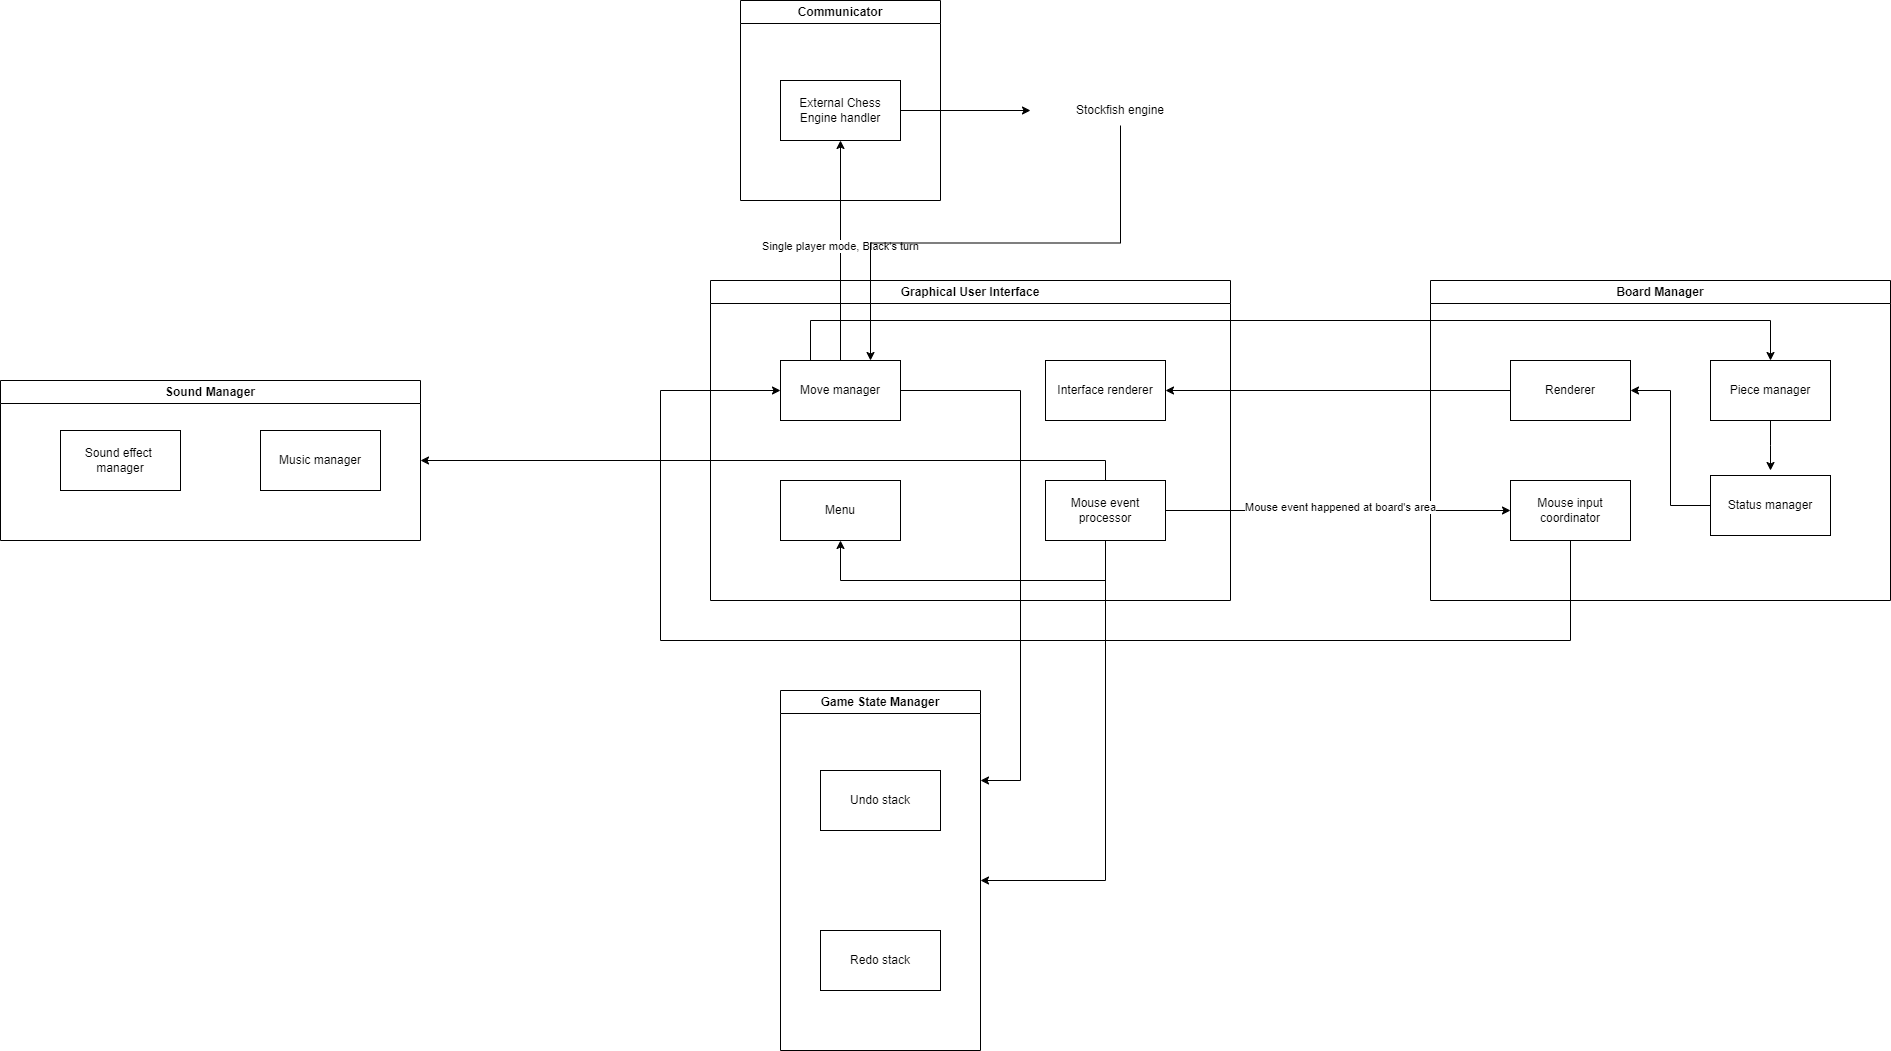 Communicator
External Chess
Engine handler
Stockfish engine
Single player mode, Black's turn
Graphical User Interface
Board Manager
Sound Manager
Move manager
Interface renderer
Renderer
Piece manager
Sound effect
manager
Music manager
Menu
Mouse event
processor
Mouse event happened at board's area
Mouse input
coordinator
Status manager
Game State Manager
Undo stack
Redo stack